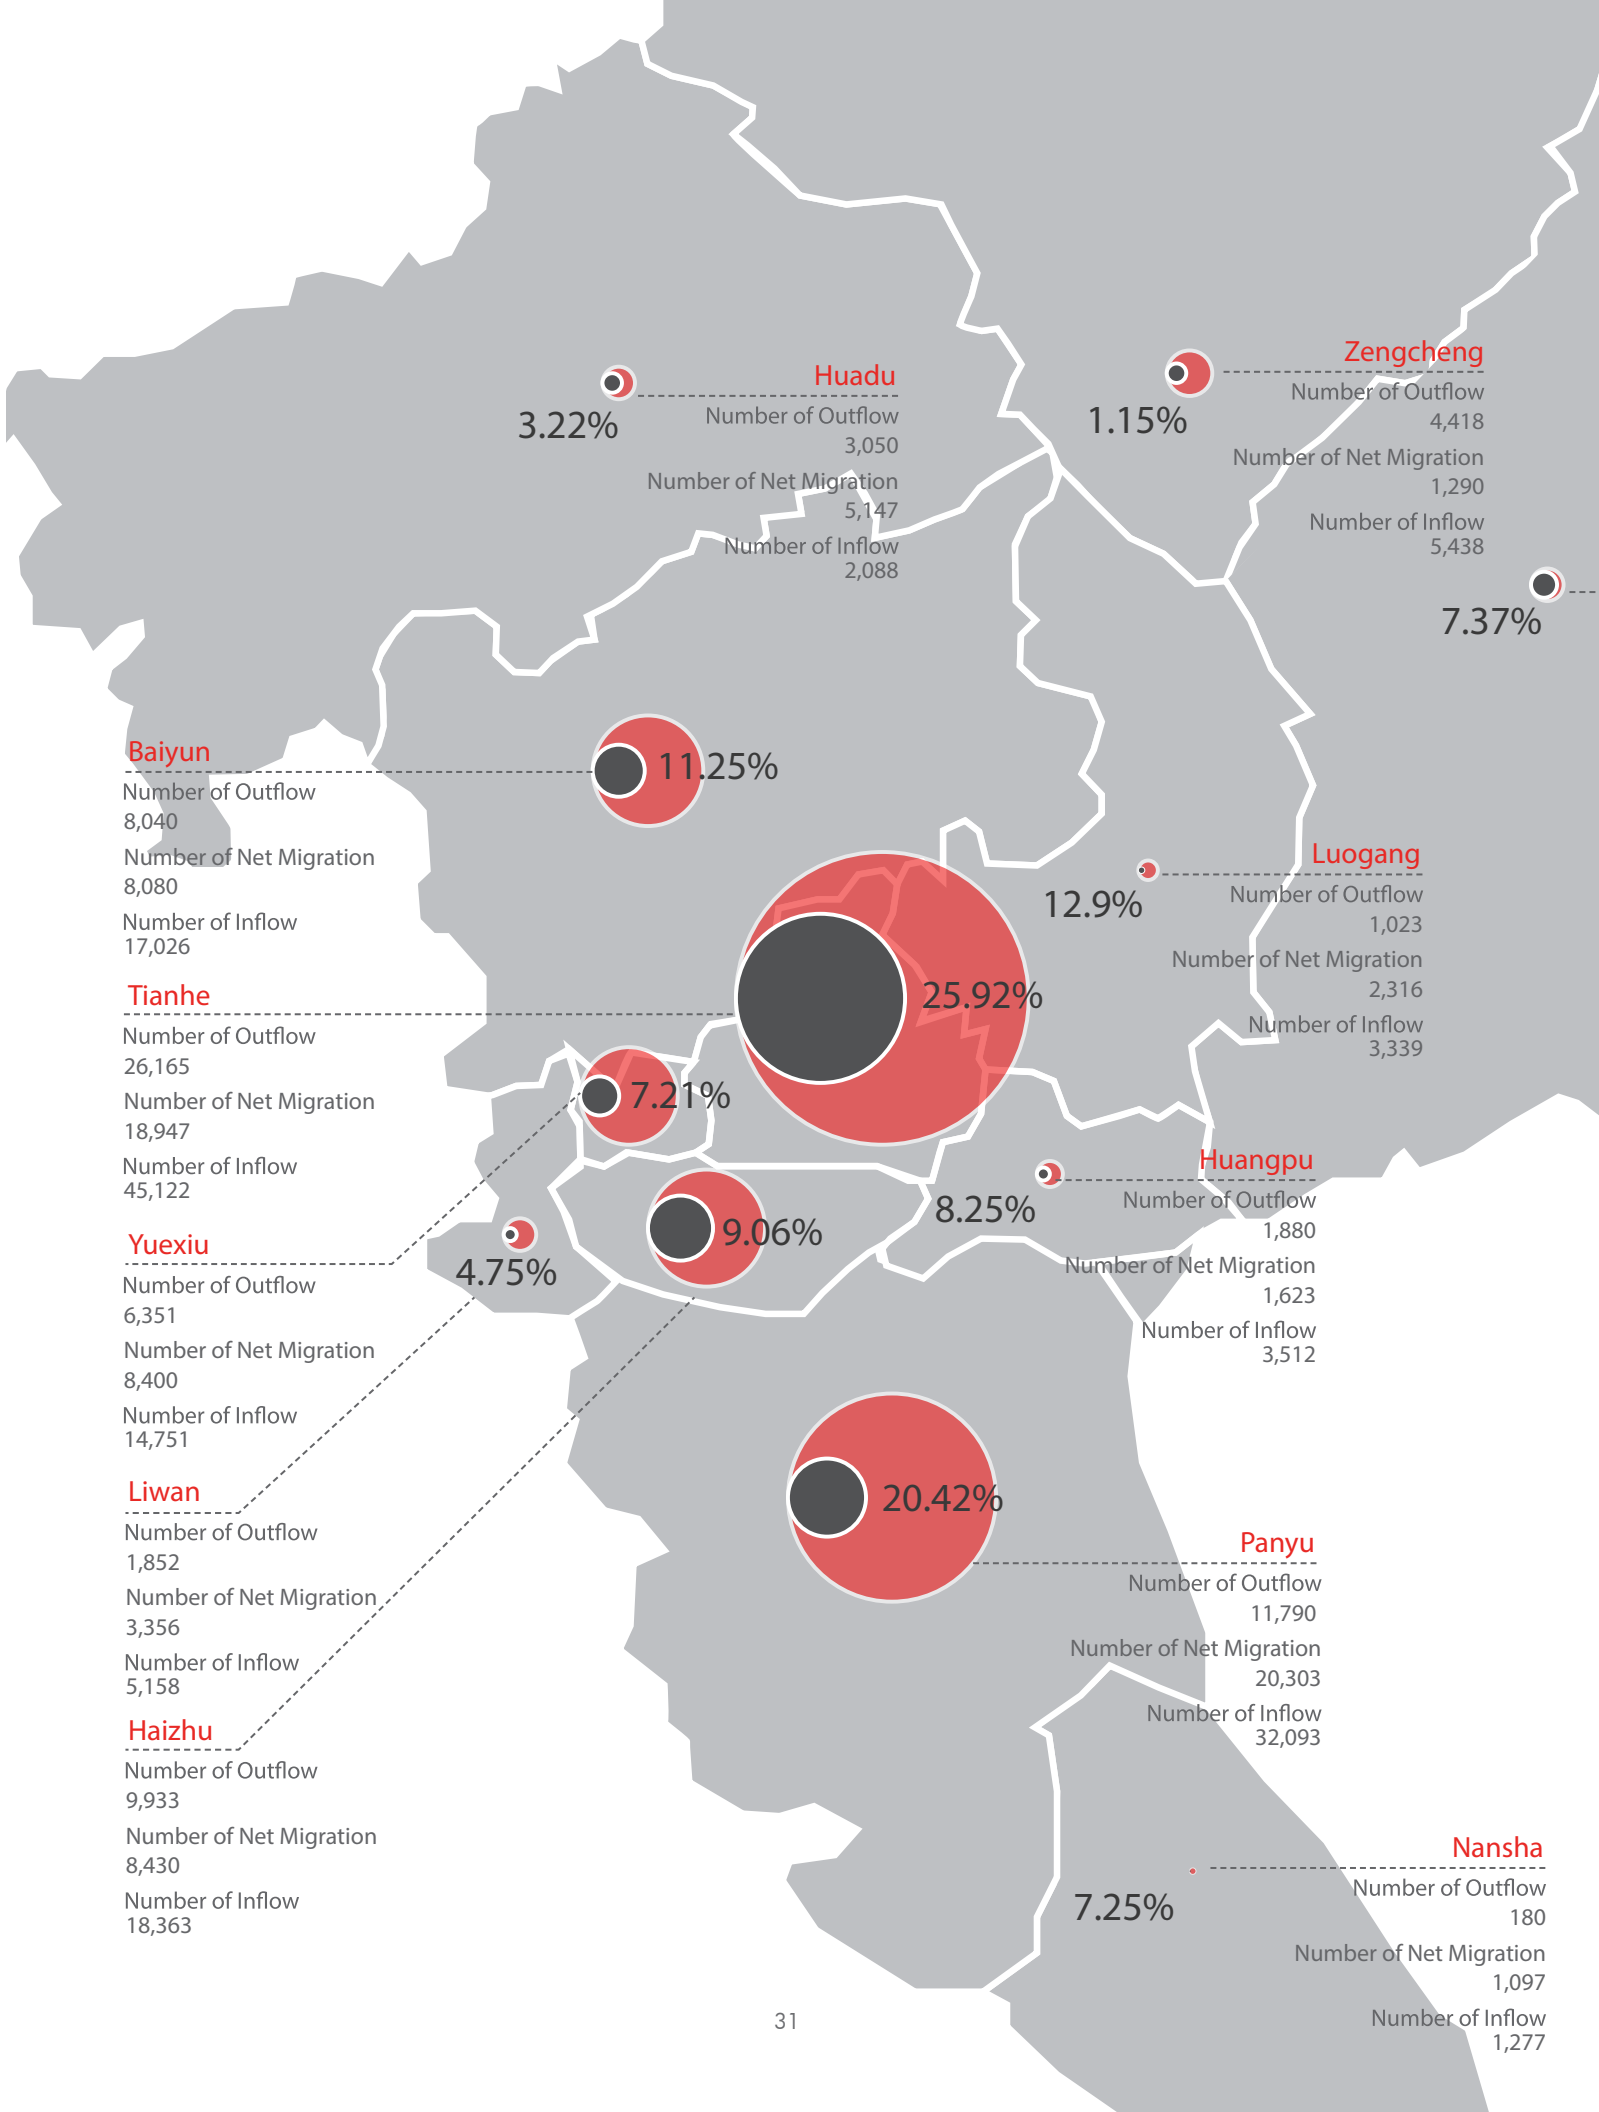 Huadu
Number of Outflow
3,050
Number of Net Migration
5,147
Number of Inflow
2,088
3.22%
Zengcheng
Number of Outflow
4,418
Number of Net Migration
1,290
Number of Inflow
5,438
1.15%
7.37%
Baiyun
Number of Outflow
8,040
Number of Net Migration
8,080
Number of Inflow
17,026
11.25%
Luogang
Number of Outflow
1,023
Number of Net Migration
2,316
Number of Inflow
3,339
12.9%
Tianhe
Number of Outflow
26,165
Number of Net Migration
18,947
Number of Inflow
45,122
25.92%
7.21%
Huangpu
Number of Outflow
1,880
Number of Net Migration
1,623
Number of Inflow
3,512
8.25%
9.06%
4.75%
Yuexiu
Number of Outflow
6,351
Number of Net Migration
8,400
Number of Inflow
14,751
Liwan
Number of Outflow
1,852
Number of Net Migration
3,356
Number of Inflow
5,158
20.42%
Panyu
Number of Outflow
11,790
Number of Net Migration
20,303
Number of Inflow
32,093
Haizhu
Number of Outflow
9,933
Number of Net Migration
8,430
Number of Inflow
18,363
Nansha
Number of Outflow
180
Number of Net Migration
1,097
Number of Inflow
1,277
7.25%
31